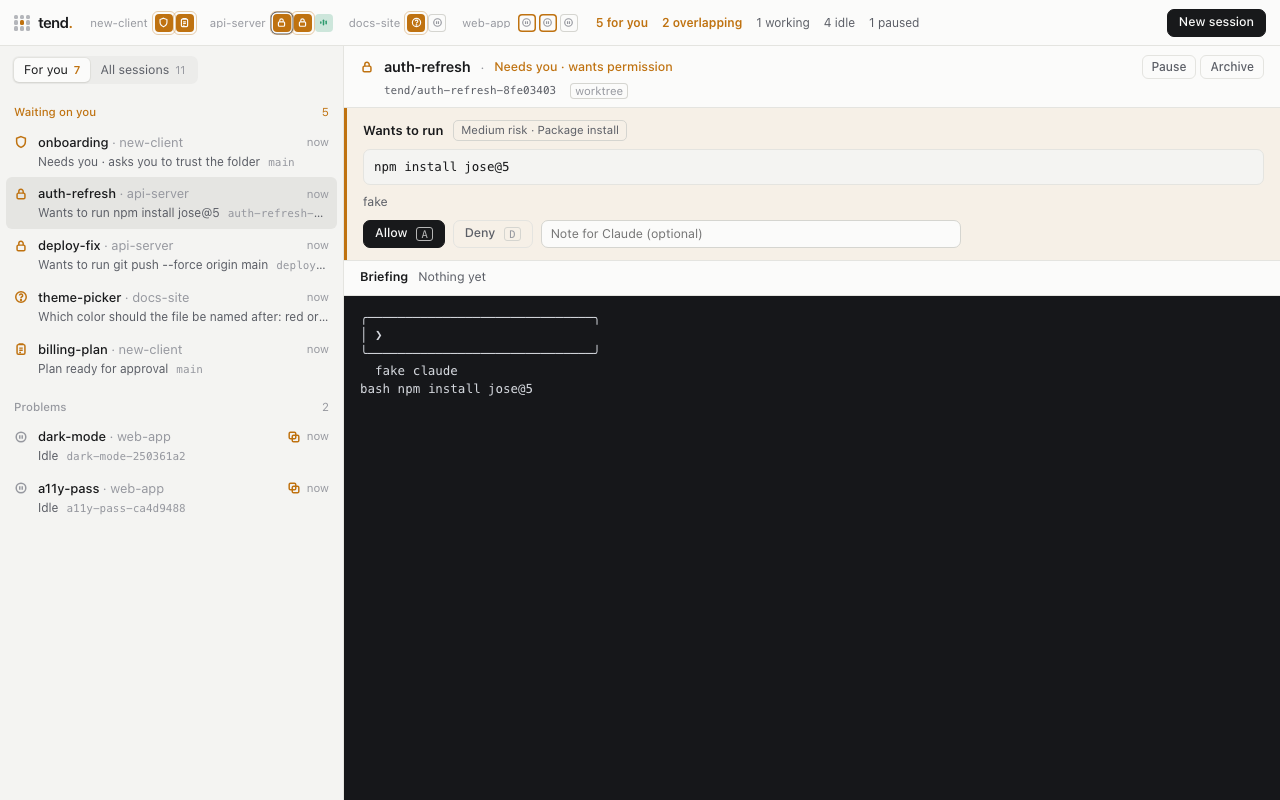 tend. new-client api-server docs-site web-app 5 for you 2 overlapping 1 working 4 idle 1 paused New session
For you 7 All sessions 11
Waiting on you 5
onboarding · new-client now
Needs you · asks you to trust the folder main
auth-refresh · api-server now
Wants to run npm install jose@5 auth-refresh-…
deploy-fix · api-server now
Wants to run git push --force origin main deploy…
theme-picker · docs-site now
Which color should the file be named after: red or…
billing-plan · new-client now
Plan ready for approval main
Problems 2
dark-mode · web-app now
Idle dark-mode-250361a2
a11y-pass · web-app now
Idle a11y-pass-ca4d9488
auth-refresh · Needs you · wants permission Pause Archive
tend/auth-refresh-8fe03403 worktree
Wants to run Medium risk · Package install
npm install jose@5
fake
Allow A Deny D Note for Claude (optional)
Briefing Nothing yet
❯
fake claude
bash npm install jose@5